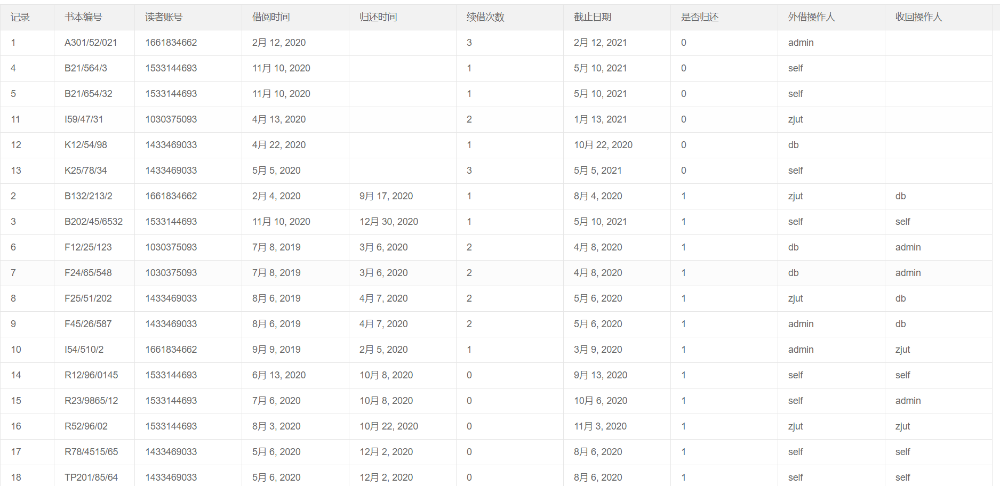 记录 书本编号 读者账号 借阅时间 归还时间 续借次数 截止日期 是否归还 外借操作人 收回操作人
1 A301/52/021 1661834662 2月 12, 2020 3 2月 12, 2021 0 admin
4 B21/564/3 1533144693 11月 10, 2020 1 5月 10, 2021 0 self
5 B21/654/32 1533144693 11月 10, 2020 1 5月 10, 2021 0 self
11 I59/47/31 1030375093 4月 13, 2020 2 1月 13, 2021 0 zjut
12 K12/54/98 1433469033 4月 22, 2020 1 10月 22, 2020 0 db
13 K25/78/34 1433469033 5月 5, 2020 3 5月 5, 2021 0 self
2 B132/213/2 1661834662 2月 4, 2020 9月 17, 2020 1 8月 4, 2020 1 zjut db
3 B202/45/6532 1533144693 11月 10, 2020 12月 30, 2020 1 5月 10, 2021 1 self self
6 F12/25/123 1030375093 7月 8, 2019 3月 6, 2020 2 4月 8, 2020 1 db admin
7 F24/65/548 1030375093 7月 8, 2019 3月 6, 2020 2 4月 8, 2020 1 db admin
8 F25/51/202 1433469033 8月 6, 2019 4月 7, 2020 2 5月 6, 2020 1 zjut db
9 F45/26/587 1433469033 8月 6, 2019 4月 7, 2020 2 5月 6, 2020 1 admin db
10 I54/510/2 1661834662 9月 9, 2019 2月 5, 2020 1 3月 9, 2020 1 admin zjut
14 R12/96/0145 1533144693 6月 13, 2020 10月 8, 2020 0 9月 13, 2020 1 self self
15 R23/9865/12 1533144693 7月 6, 2020 10月 8, 2020 0 10月 6, 2020 1 self admin
16 R52/96/02 1533144693 8月 3, 2020 10月 22, 2020 0 11月 3, 2020 1 zjut zjut
17 R78/4515/65 1433469033 5月 6, 2020 12月 2, 2020 0 8月 6, 2020 1 self self
18 TP201/85/64 1433469033 5月 6, 2020 12月 2, 2020 0 8月 6, 2020 1 self self